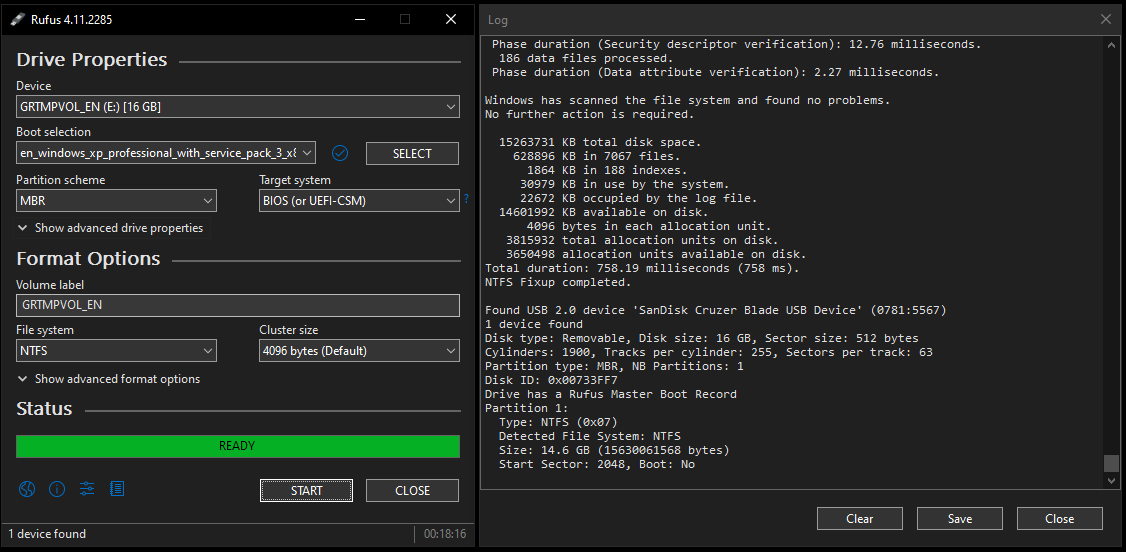 Rufus 4.11.2285
Drive Properties
Device
GRTMPVOL_EN (E:) [16 GB]
Boot selection
en_windows_xp_professional_with_service_pack_3_x8
SELECT
Partition scheme
Target system
MBR
BIOS (or UEFI-CSM)
?
Show advanced drive properties
Format Options
Volume label
GRTMPVOL_EN
File system
Cluster size
NTFS
4096 bytes (Default)
Show advanced format options
Status
READY
START
CLOSE
1 device found
00:18:16
Log
Phase duration (Security descriptor verification): 12.76 milliseconds.
186 data files processed.
Phase duration (Data attribute verification): 2.27 milliseconds.
Windows has scanned the file system and found no problems.
No further action is required.
15263731 KB total disk space.
628896 KB in 7067 files.
1864 KB in 188 indexes.
30979 KB in use by the system.
22672 KB occupied by the log file.
14601992 KB available on disk.
4096 bytes in each allocation unit.
3815932 total allocation units on disk.
3650498 allocation units available on disk.
Total duration: 758.19 milliseconds (758 ms).
NTFS Fixup completed.
Found USB 2.0 device 'SanDisk Cruzer Blade USB Device' (0781:5567)
1 device found
Disk type: Removable, Disk size: 16 GB, Sector size: 512 bytes
Cylinders: 1900, Tracks per cylinder: 255, Sectors per track: 63
Partition type: MBR, NB Partitions: 1
Disk ID: 0x00733FF7
Drive has a Rufus Master Boot Record
Partition 1:
Type: NTFS (0x07)
Detected File System: NTFS
Size: 14.6 GB (15630061568 bytes)
Start Sector: 2048, Boot: No
Clear
Save
Close